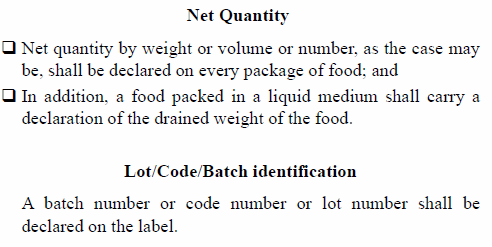 Net Quantity
❑ Net quantity by weight or volume or number, as the case may
be, shall be declared on every package of food; and
❑ In addition, a food packed in a liquid medium shall carry a
declaration of the drained weight of the food.
Lot/Code/Batch identification
A batch number or code number or lot number shall be
declared on the label.